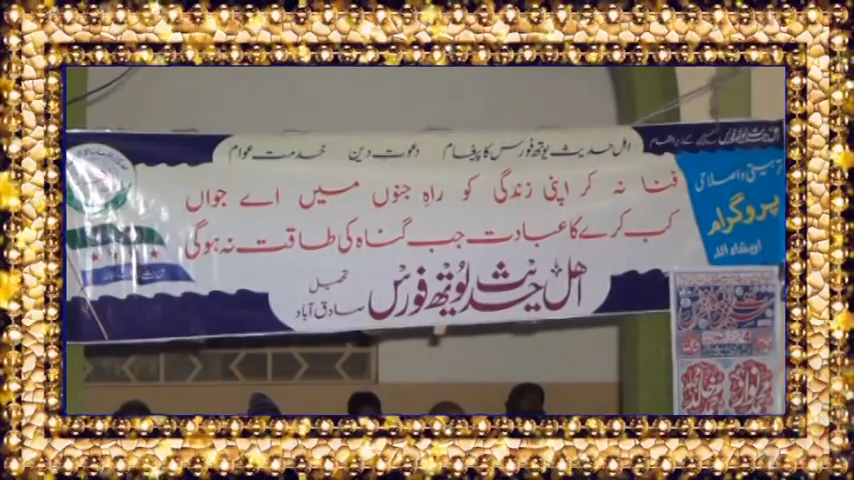 اہل حدیث یوتھ فورس کا پیغام دعوتِ دین خدمت عوام
فنا نہ کر اپنی زندگی کو راہِ جنوں میں اے جواں
کب کرے گا عبادت جب گناہ کی طاقت نہ ہوگی
اہل حدیث یوتھ فورس
تحصیل
صادق آباد
تربیتی و اصلاحی
پروگرام
ان شاء اللہ